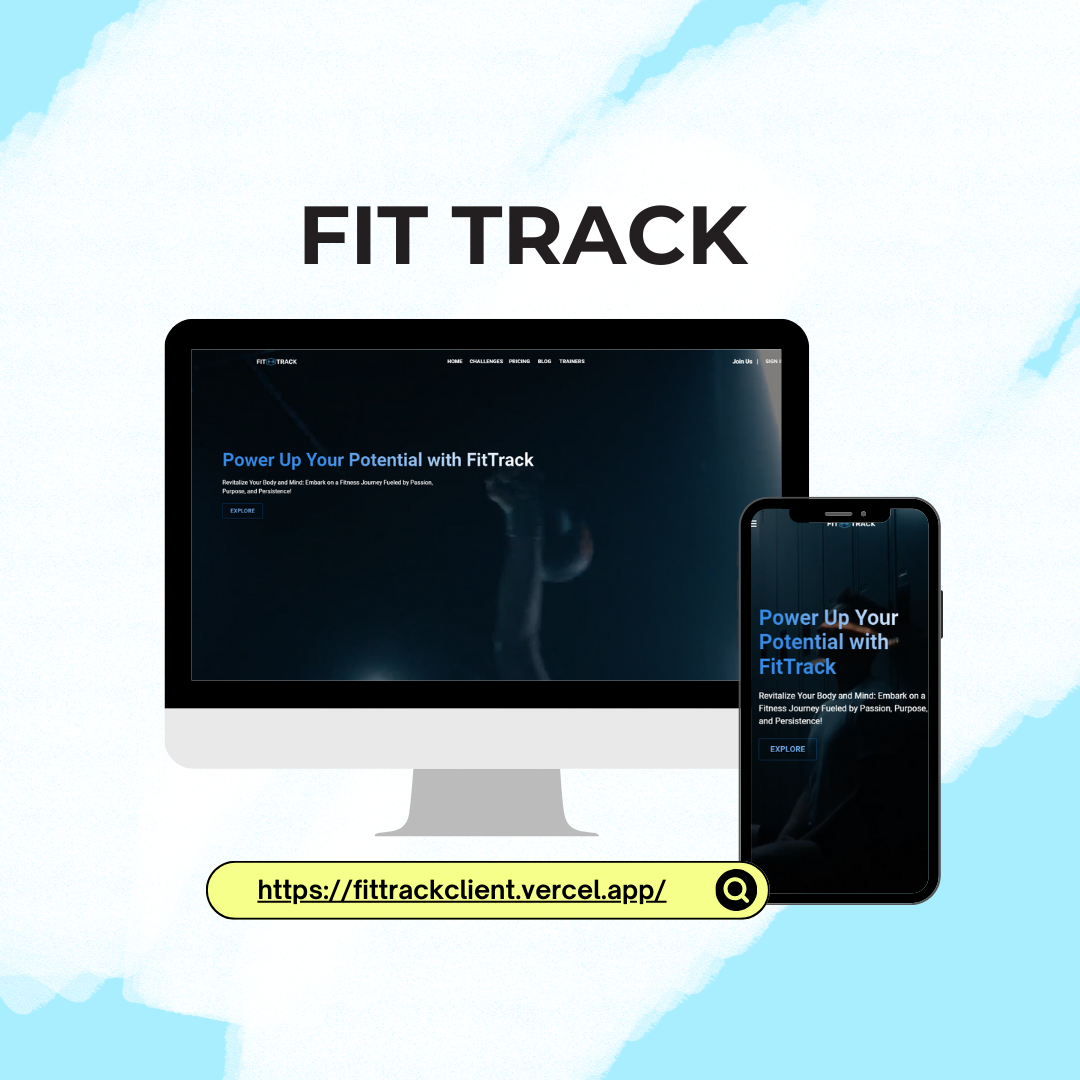 FIT TRACK
FIT TRACK
HOME CHALLENGES PRICING BLOG TRAINERS
Join Us | SIGN I
Power Up Your Potential with FitTrack
Revitalize Your Body and Mind: Embark on a Fitness Journey Fueled by Passion,
Purpose, and Persistence!
EXPLORE
FIT TRACK
Power Up Your
Potential with
FitTrack
Revitalize Your Body and Mind: Embark on a
Fitness Journey Fueled by Passion, Purpose,
and Persistence!
EXPLORE
https://fittrackclient.vercel.app/